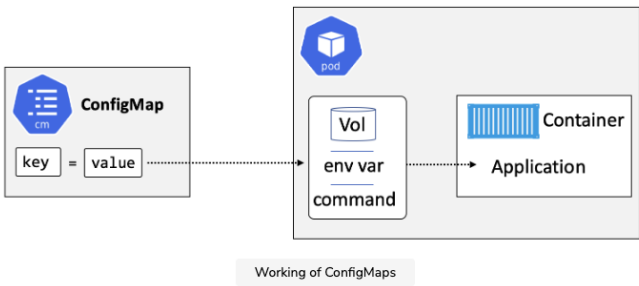 cm
ConfigMap
key = value
pod
Vol
env var
command
Container
Application
Working of ConfigMaps